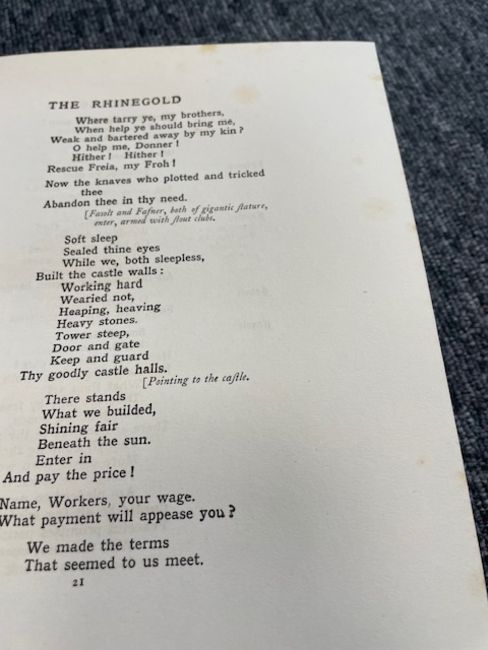 THE RHINEGOLD
Where tarry ye, my brothers,
When help ye should bring me,
Weak and bartered away by my kin?
O help me, Donner!
Hither! Hither!
Rescue Freia, my Froh!
Now the knaves who plotted and tricked
thee
Abandon thee in thy need.
[Fasolt and Fafner, both of gigantic stature,
enter, armed with stout clubs.
Soft sleep
Sealed thine eyes
While we, both sleepless,
Built the castle walls:
Working hard
Wearied not,
Heaping, heaving
Heavy stones.
Tower steep,
Door and gate
Keep and guard
Thy goodly castle halls.
[Pointing to the castle.
There stands
What we builded,
Shining fair
Beneath the sun.
Enter in
And pay the price!
Name, Workers, your wage.
What payment will appease you?
We made the terms
That seemed to us meet.
21